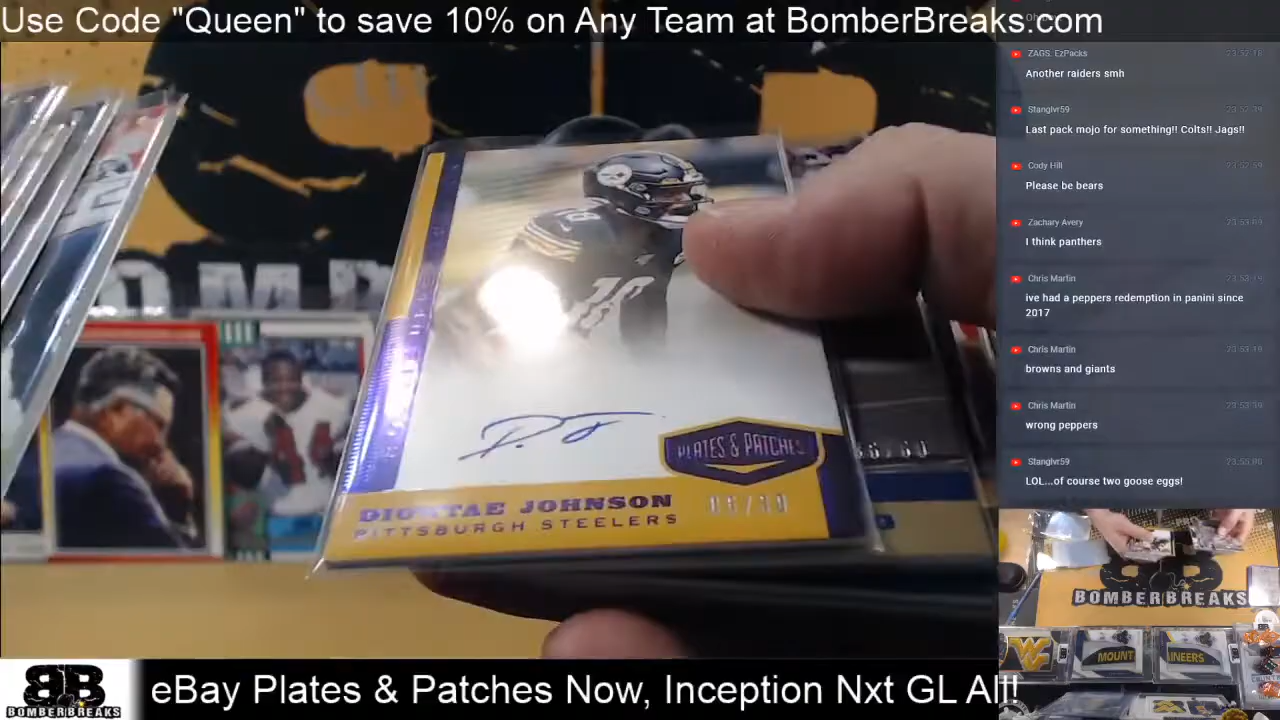 Use Code "Queen" to save 10% on Any Team at BomberBreaks.com
ZAGS. EzPacks
Another raiders smh
Stanglvr59
Last pack mojo for something!! Colts!! Jags!!
Cody Hill
Please be bears
Zachary Avery
I think panthers
Chris Martin
ive had a peppers redemption in panini since
2017
Chris Martin
browns and giants
Chris Martin
wrong peppers
Stanglvr59
LOL...of course two goose eggs!
18
PLATES & PATCHES
DIONTAE JOHNSON
PITTSBURGH STEELERS
BOMBERBREAKS
MOUNT
AINEERS
BB
BOMBERBREAKS
eBay Plates & Patches Now, Inception Nxt GL All!